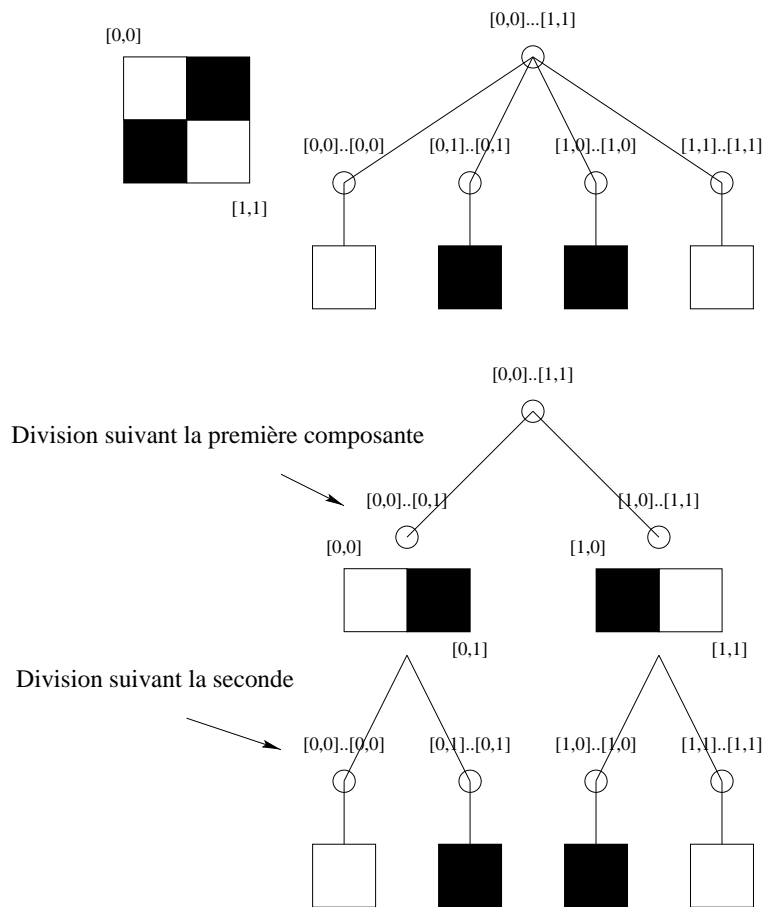 [0,0]...[1,1]
[0,0]
[0,0]..[0,0] [0,1]..[0,1] [1,0]..[1,0] [1,1]..[1,1]
[1,1]
[0,0]..[1,1]
Division suivant la première composante
[0,0]..[0,1] [1,0]..[1,1]
[0,0] [1,0]
[0,1] [1,1]
Division suivant la seconde
[0,0]..[0,0] [0,1]..[0,1] [1,0]..[1,0] [1,1]..[1,1]